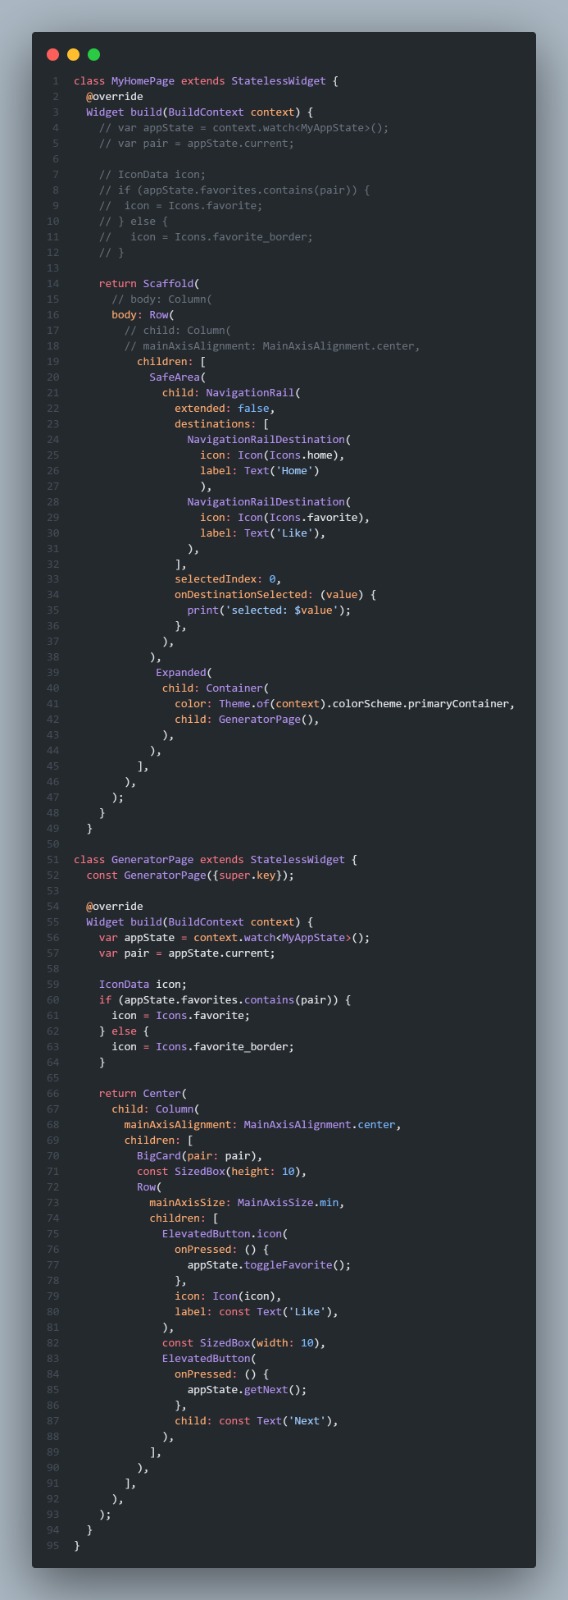 1 class MyHomePage extends StatelessWidget {
2   @override
3   Widget build(BuildContext context) {
4     // var appState = context.watch<MyAppState>();
5     // var pair = appState.current;
6
7     // IconData icon;
8     // if (appState.favorites.contains(pair)) {
9     //  icon = Icons.favorite;
10     // } else {
11     //   icon = Icons.favorite_border;
12     // }
13
14     return Scaffold(
15       // body: Column(
16       body: Row(
17         // child: Column(
18         // mainAxisAlignment: MainAxisAlignment.center,
19           children: [
20             SafeArea(
21               child: NavigationRail(
22                 extended: false,
23                 destinations: [
24                   NavigationRailDestination(
25                     icon: Icon(Icons.home),
26                     label: Text('Home')
27                     ),
28                   NavigationRailDestination(
29                     icon: Icon(Icons.favorite),
30                     label: Text('Like'),
31                   ),
32                 ],
33                 selectedIndex: 0,
34                 onDestinationSelected: (value) {
35                   print('selected: $value');
36                 },
37               ),
38             ),
39              Expanded(
40               child: Container(
41                 color: Theme.of(context).colorScheme.primaryContainer,
42                 child: GeneratorPage(),
43               ),
44             ),
45           ],
46         ),
47       );
48     }
49   }
50
51 class GeneratorPage extends StatelessWidget {
52   const GeneratorPage({super.key});
53
54   @override
55   Widget build(BuildContext context) {
56     var appState = context.watch<MyAppState>();
57     var pair = appState.current;
58
59     IconData icon;
60     if (appState.favorites.contains(pair)) {
61       icon = Icons.favorite;
62     } else {
63       icon = Icons.favorite_border;
64     }
65
66     return Center(
67       child: Column(
68         mainAxisAlignment: MainAxisAlignment.center,
69         children: [
70           BigCard(pair: pair),
71           const SizedBox(height: 10),
72           Row(
73             mainAxisSize: MainAxisSize.min,
74             children: [
75               ElevatedButton.icon(
76                 onPressed: () {
77                   appState.toggleFavorite();
78                 },
79                 icon: Icon(icon),
80                 label: const Text('Like'),
81               ),
82               const SizedBox(width: 10),
83               ElevatedButton(
84                 onPressed: () {
85                   appState.getNext();
86                 },
87                 child: const Text('Next'),
88               ),
89             ],
90           ),
91         ],
92       ),
93     );
94   }
95 }